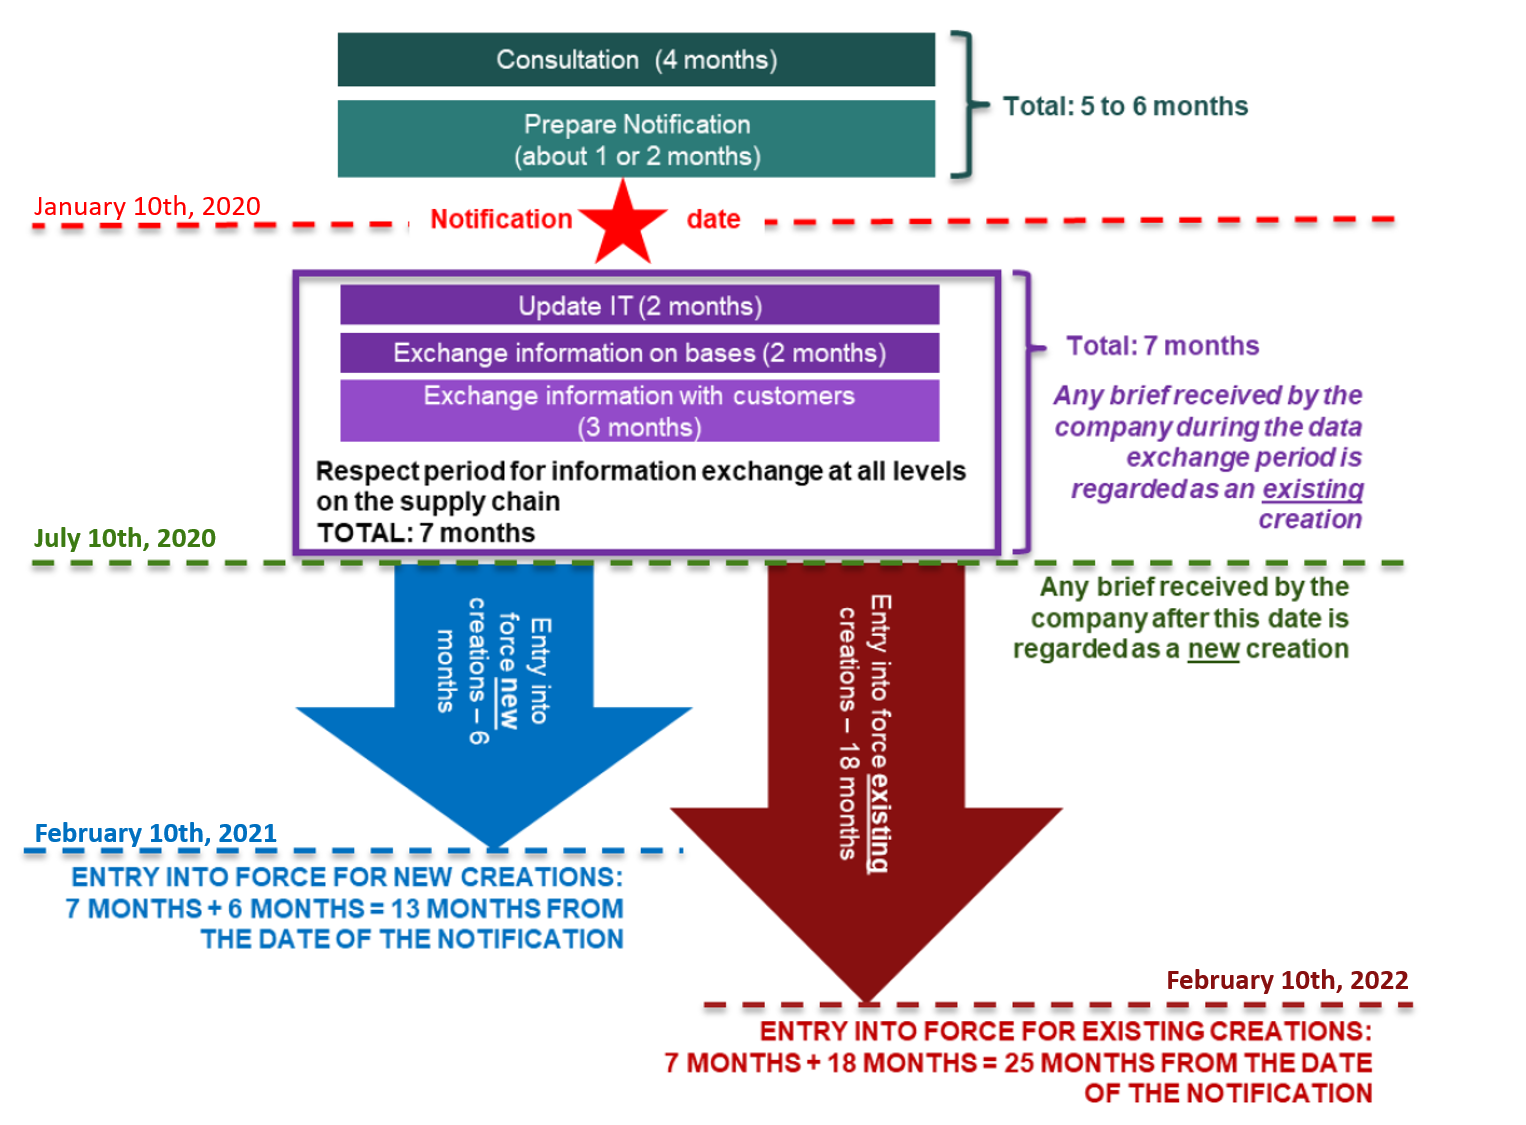 Consultation (4 months)
Prepare Notification
(about 1 or 2 months)
Total: 5 to 6 months
January 10th, 2020
Notification date
Update IT (2 months)
Exchange information on bases (2 months)
Exchange information with customers
(3 months)
Respect period for information exchange at all levels
on the supply chain
TOTAL: 7 months
Total: 7 months
Any brief received by the
company during the data
exchange period is
regarded as an existing
creation
July 10th, 2020
Any brief received by the
company after this date is
regarded as a new creation
Entry into
force new
creations – 6
months
Entry into force existing
creations – 18 months
February 10th, 2021
ENTRY INTO FORCE FOR NEW CREATIONS:
7 MONTHS + 6 MONTHS = 13 MONTHS FROM
THE DATE OF THE NOTIFICATION
February 10th, 2022
ENTRY INTO FORCE FOR EXISTING CREATIONS:
7 MONTHS + 18 MONTHS = 25 MONTHS FROM THE DATE
OF THE NOTIFICATION